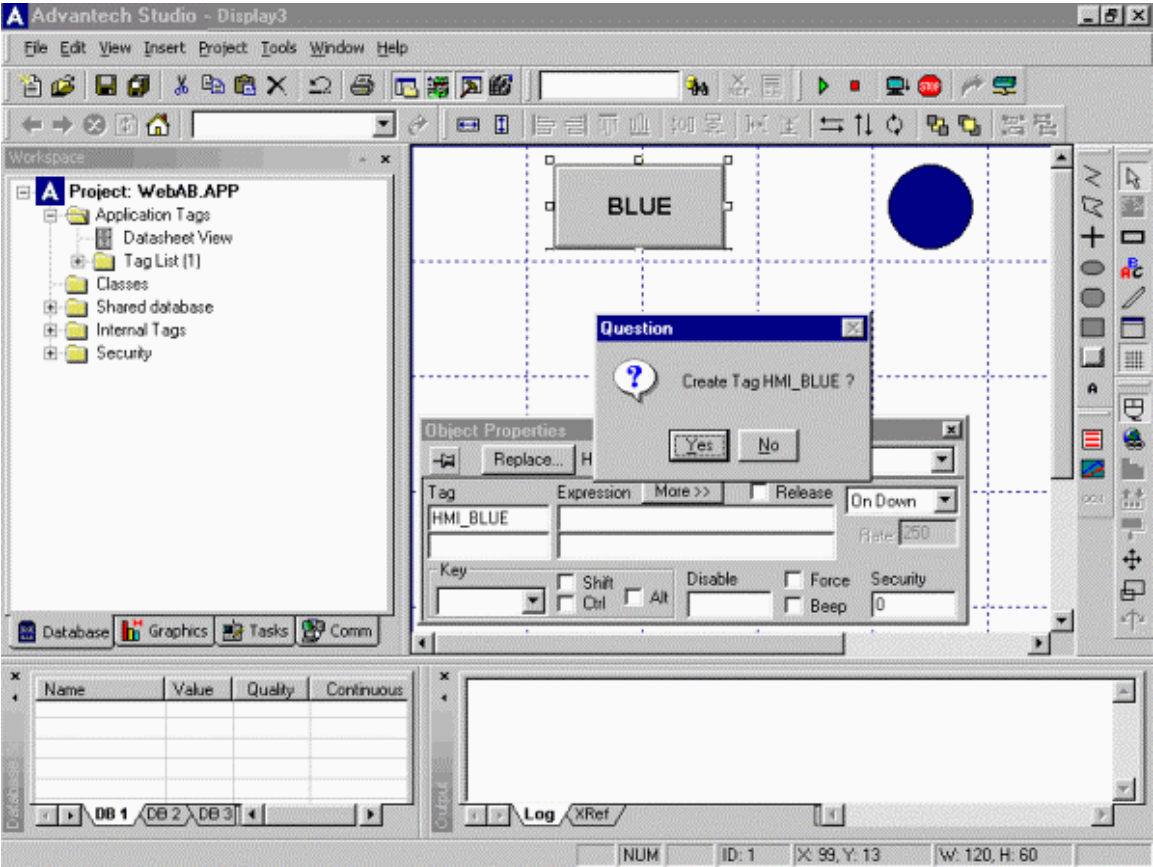 Advantech Studio - Display3
File Edit View Insert Project Tools Window Help
STOP
Workspace
Project: WebAB.APP
Application Tags
Datasheet View
Tag List (1)
Classes
Shared database
Internal Tags
Security
Database Graphics Tasks Comm
BLUE
Question
Create Tag HMI_BLUE ?
Yes No
Object Properties
Replace... H
Tag Expression More >> Release On Down
HMI_BLUE
Rate: 250
Key Shift Ctrl Alt Disable Force Beep Security
0
Name Value Quality Continuous
DB 1 DB 2 DB 3
Output
Log XRef
NUM ID: 1 X: 99, Y: 13 W: 120, H: 60